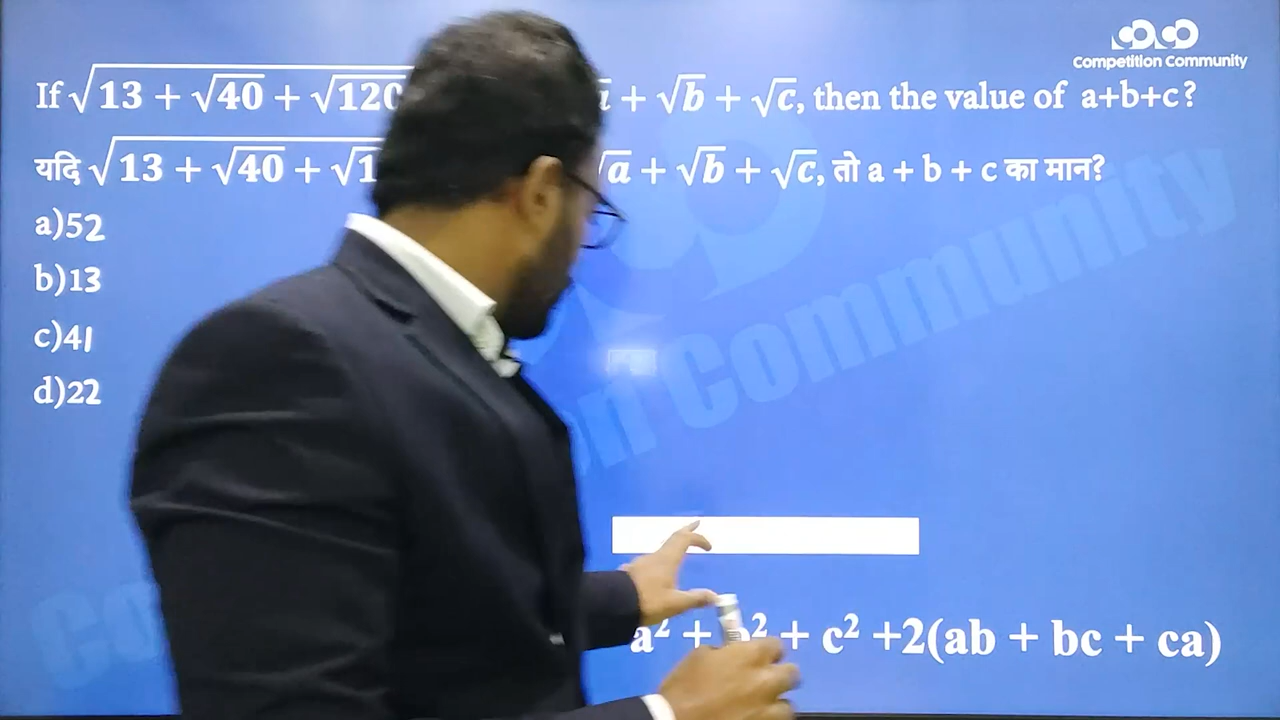 Competition Community
If √13 + √40 + √120 + √b + √c, then the value of a+b+c?
यदि √13 + √40 + √1 √a + √b + √c, तो a + b + c का मान?
a)52
b)13
c)41
d)22
a² + b² + c² +2(ab + bc + ca)